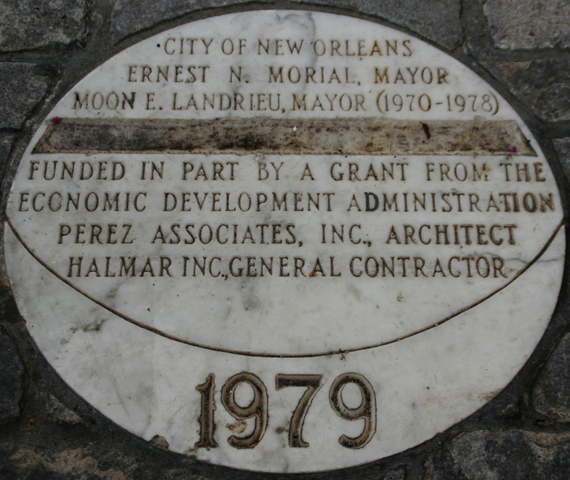 CITY OF NEW ORLEANS
ERNEST N. MORIAL, MAYOR
MOON E. LANDRIEU, MAYOR (1970-1978)
FUNDED IN PART BY A GRANT FROM THE
ECONOMIC DEVELOPMENT ADMINISTRATION
PEREZ ASSOCIATES, INC., ARCHITECT
HALMAR INC., GENERAL CONTRACTOR
1979